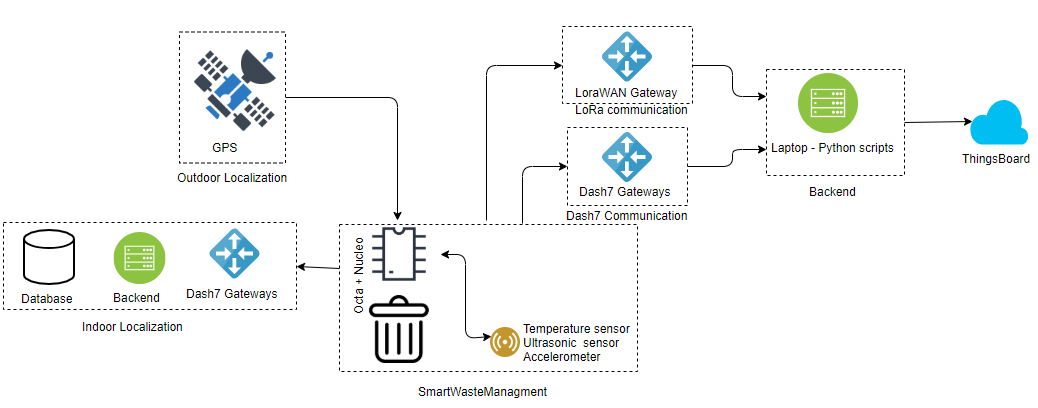 GPS
Outdoor Localization
LoraWAN Gateway
LoRa communication
Dash7 Gateways
Dash7 Communication
Laptop - Python scripts
Backend
ThingsBoard
Database
Backend
Dash7 Gateways
Indoor Localization
Octa + Nucleo
Temperature sensor
Ultrasonic sensor
Accelerometer
SmartWasteManagment